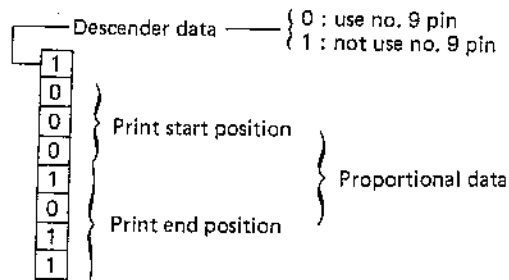 Descender data
0 : use no. 9 pin
1 : not use no. 9 pin
1
0
0
0
1
0
1
1
Print start position
Proportional data
Print end position